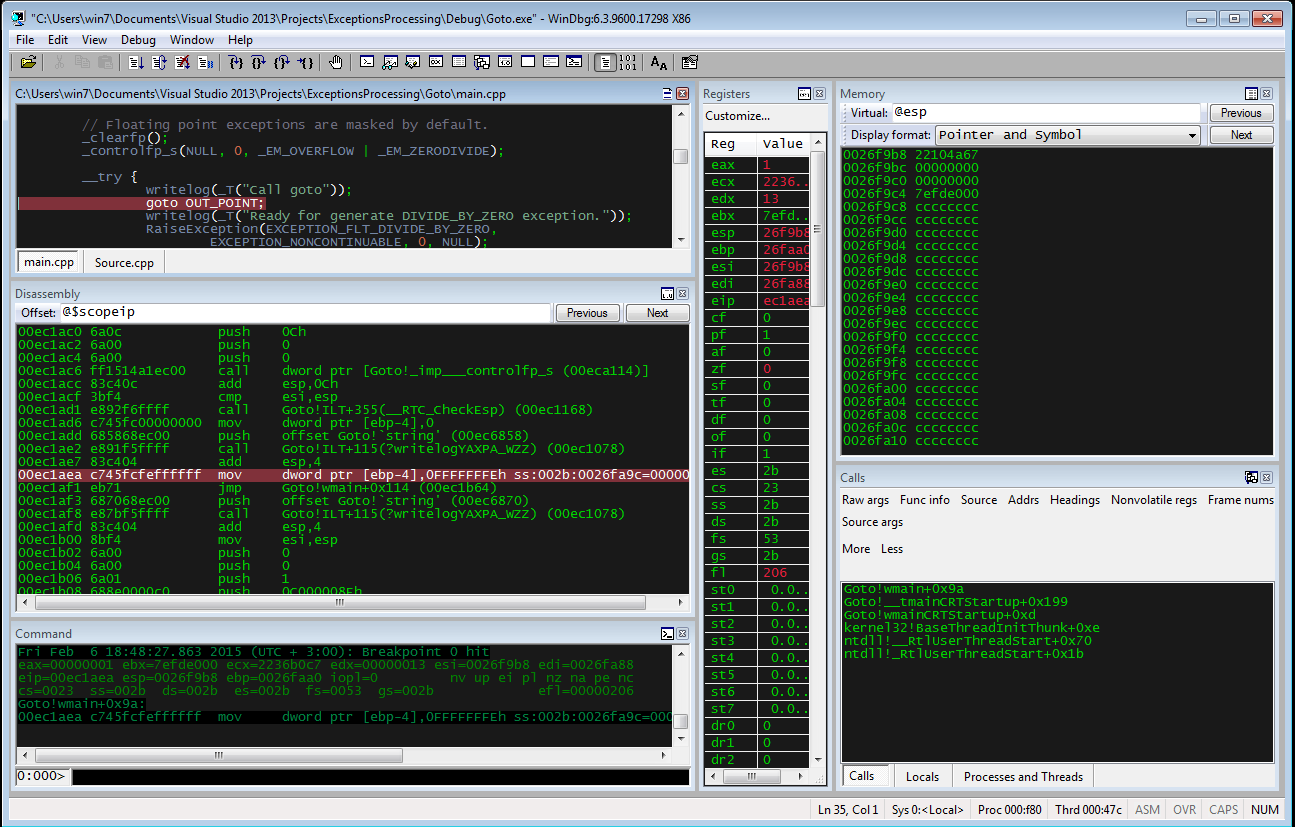 "C:\Users\win7\Documents\Visual Studio 2013\Projects\ExceptionsProcessing\Debug\Goto.exe" - WinDbg:6.3.9600.17298 X86
File Edit View Debug Window Help
C:\Users\win7\Documents\Visual Studio 2013\Projects\ExceptionsProcessing\Goto\main.cpp
// Floating point exceptions are masked by default.
_clearfp();
_controlfp_s(NULL, 0, _EM_OVERFLOW | _EM_ZERODIVIDE);
__try {
writelog(_T("Call goto"));
goto OUT_POINT;
writelog(_T("Ready for generate DIVIDE_BY_ZERO exception."));
RaiseException(EXCEPTION_FLT_DIVIDE_BY_ZERO,
EXCEPTION_NONCONTINUABLE, 0, NULL);
main.cpp Source.cpp
Disassembly
Offset: @$scopeip Previous Next
00ec1ac0 6a0c push 0Ch
00ec1ac2 6a00 push 0
00ec1ac4 6a00 push 0
00ec1ac6 ff1514a1ec00 call dword ptr [Goto!_imp___controlfp_s (00eca114)]
00ec1acc 83c40c add esp,0Ch
00ec1acf 3bf4 cmp esi,esp
00ec1ad1 e892f6ffff call Goto!ILT+355(__RTC_CheckEsp) (00ec1168)
00ec1ad6 c745fc00000000 mov dword ptr [ebp-4],0
00ec1add 685868ec00 push offset Goto!`string' (00ec6858)
00ec1ae2 e891f5ffff call Goto!ILT+115(?writelogYAXPA_WZZ) (00ec1078)
00ec1ae7 83c404 add esp,4
00ec1aea c745fcfeffffff mov dword ptr [ebp-4],0FFFFFFFEh ss:002b:0026fa9c=00000
00ec1af1 eb71 jmp Goto!wmain+0x114 (00ec1b64)
00ec1af3 687068ec00 push offset Goto!`string' (00ec6870)
00ec1af8 e87bf5ffff call Goto!ILT+115(?writelogYAXPA_WZZ) (00ec1078)
00ec1afd 83c404 add esp,4
00ec1b00 8bf4 mov esi,esp
00ec1b02 6a00 push 0
00ec1b04 6a00 push 0
00ec1b06 6a01 push 1
00ec1b08 688e0000c0 push 0C000008Eh
Command
Fri Feb 6 18:48:27.863 2015 (UTC + 3:00): Breakpoint 0 hit
eax=00000001 ebx=7efde000 ecx=2236b0c7 edx=00000013 esi=0026f9b8 edi=0026fa88
eip=00ec1aea esp=0026f9b8 ebp=0026faa0 iopl=0 nv up ei pl nz na pe nc
cs=0023 ss=002b ds=002b es=002b fs=0053 gs=002b efl=00000206
Goto!wmain+0x9a:
00ec1aea c745fcfeffffff mov dword ptr [ebp-4],0FFFFFFFEh ss:002b:0026fa9c=000
0:000>
Registers
Customize...
Reg Value
eax 1
ecx 2236..
edx 13
ebx 7efd..
esp 26f9b8
ebp 26faa0
esi 26f9b8
edi 26fa88
eip ec1aea
cf 0
pf 1
af 0
zf 0
sf 0
tf 0
df 0
of 0
if 1
es 2b
cs 23
ss 2b
ds 2b
fs 53
gs 2b
fl 206
st0 0.0..
st1 0.0..
st2 0.0..
st3 0.0..
st4 0.0..
st5 0.0..
st6 0.0..
st7 0.0..
dr0 0
dr1 0
dr2 0
Memory
Virtual: @esp Previous
Display format: Pointer and Symbol Next
0026f9b8 22104a67
0026f9bc 00000000
0026f9c0 00000000
0026f9c4 7efde000
0026f9c8 cccccccc
0026f9cc cccccccc
0026f9d0 cccccccc
0026f9d4 cccccccc
0026f9d8 cccccccc
0026f9dc cccccccc
0026f9e0 cccccccc
0026f9e4 cccccccc
0026f9e8 cccccccc
0026f9ec cccccccc
0026f9f0 cccccccc
0026f9f4 cccccccc
0026f9f8 cccccccc
0026f9fc cccccccc
0026fa00 cccccccc
0026fa04 cccccccc
0026fa08 cccccccc
0026fa0c cccccccc
0026fa10 cccccccc
Calls
Raw args Func info Source Addrs Headings Nonvolatile regs Frame nums
Source args
More Less
Goto!wmain+0x9a
Goto!__tmainCRTStartup+0x199
Goto!wmainCRTStartup+0xd
kernel32!BaseThreadInitThunk+0xe
ntdll!__RtlUserThreadStart+0x70
ntdll!_RtlUserThreadStart+0x1b
Calls Locals Processes and Threads
Ln 35, Col 1 Sys 0:<Local> Proc 000:f80 Thrd 000:47c ASM OVR CAPS NUM